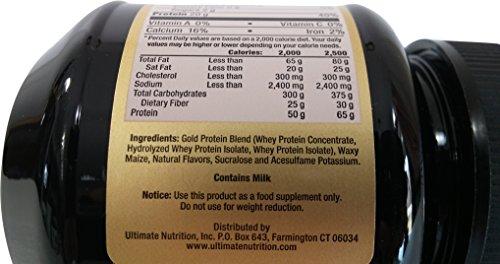 Protein 20 g 40%
Vitamin A 0% • Vitamin C 0%
Calcium 16% • Iron 2%
*Percent Daily values are based on a 2,000 calorie diet. Your daily
values may be higher or lower depending on your calorie needs.
Calories: 2,000 2,500
Total Fat Less than 65 g 80 g
Sat Fat Less than 20 g 25 g
Cholesterol Less than 300 mg 300 mg
Sodium Less than 2,400 mg 2,400 mg
Total Carbohydrates 300 g 375 g
Dietary Fiber 25 g 30 g
Protein 50 g 65 g
Ingredients: Gold Protein Blend (Whey Protein Concentrate,
Hydrolyzed Whey Protein Isolate, Whey Protein Isolate), Waxy
Maize, Natural Flavors, Sucralose and Acesulfame Potassium.
Contains Milk
Notice: Use this product as a food supplement only.
Do not use for weight reduction.
Distributed by
Ultimate Nutrition, Inc. P.O. Box 643, Farmington CT 06034
www.ultimatenutrition.com